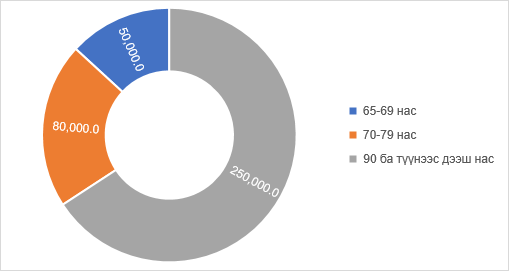 50,000.0
80,000.0
250,000.0
65-69 нас
70-79 нас
90 ба түүнээс дээш нас